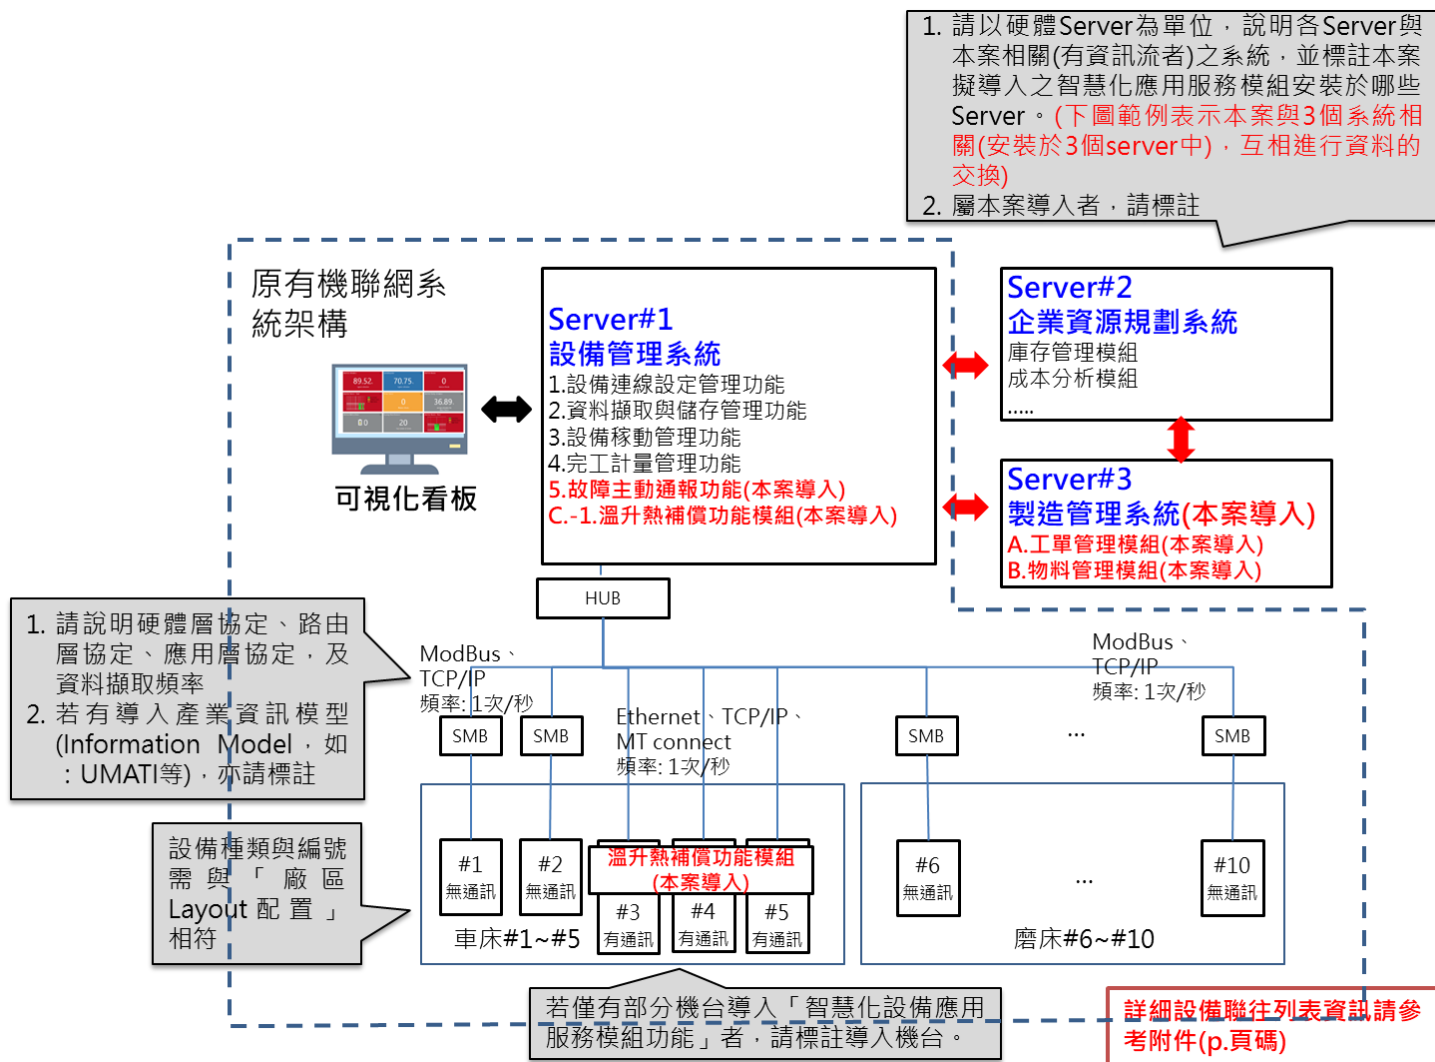 1. 請以硬體Server為單位，說明各Server與
本案相關(有資訊流者)之系統，並標註本案
擬導入之智慧化應用服務模組安裝於哪些
Server。(下圖範例表示本案與3個系統相
關(安裝於3個server中)，互相進行資料的
交換)
2. 屬本案導入者，請標註
原有機聯網系
統架構
89.52.
70.75.
0
0
36.89.
20
可視化看板
Server#1
設備管理系統
1.設備連線設定管理功能
2.資料擷取與儲存管理功能
3.設備稼動管理功能
4.完工計量管理功能
5.故障主動通報功能(本案導入)
C.-1.溫升熱補償功能模組(本案導入)
Server#2
企業資源規劃系統
庫存管理模組
成本分析模組
.....
Server#3
製造管理系統(本案導入)
A.工單管理模組(本案導入)
B.物料管理模組(本案導入)
HUB
1. 請說明硬體層協定、路由
層協定、應用層協定，及
資料擷取頻率
2. 若有導入產業資訊模型
(Information Model，如
：UMATI等)，亦請標註
ModBus、
TCP/IP
頻率: 1次/秒
Ethernet、TCP/IP、
MT connect
頻率: 1次/秒
ModBus、
TCP/IP
頻率: 1次/秒
SMB
SMB
SMB
...
SMB
設備種類與編號
需與「廠區
Layout配置」
相符
#1
無通訊
#2
無通訊
溫升熱補償功能模組
(本案導入)
#3
有通訊
#4
有通訊
#5
有通訊
車床#1~#5
#6
無通訊
...
#10
無通訊
磨床#6~#10
若僅有部分機台導入「智慧化設備應用
服務模組功能」者，請標註導入機台。
詳細設備聯往列表資訊請參
考附件(p.頁碼)